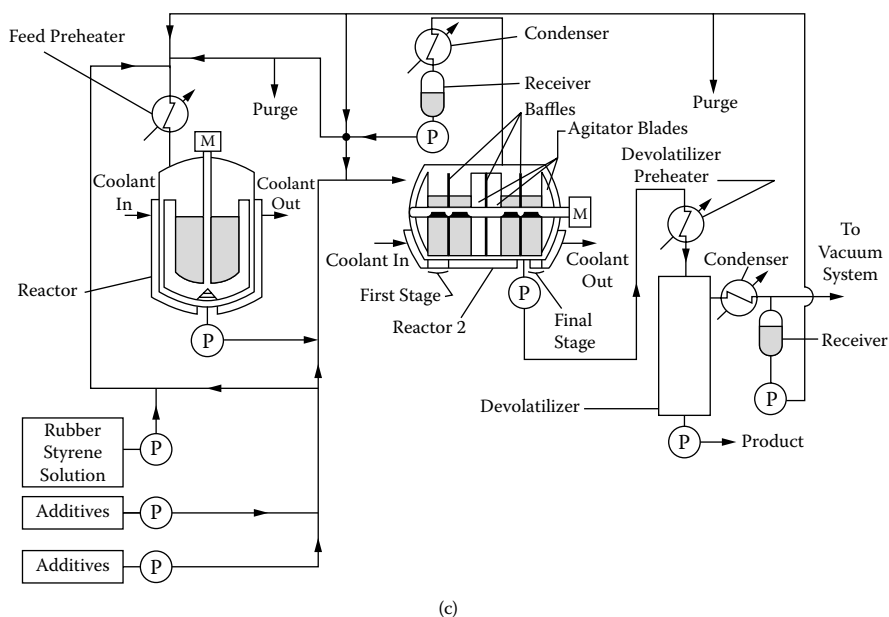 Feed Preheater
Condenser
Receiver
Purge
Purge
Baffles
P
M
Agitator Blades
Devolatilizer
Preheater
Coolant
In
Coolant
Out
M
To
Vacuum
System
Condenser
Coolant In
Coolant
Out
Reactor
First Stage
P
Reactor 2
Final
Stage
P
Receiver
P
Devolatilizer
P
Product
Rubber
Styrene
Solution
P
Additives
P
Additives
P
(c)